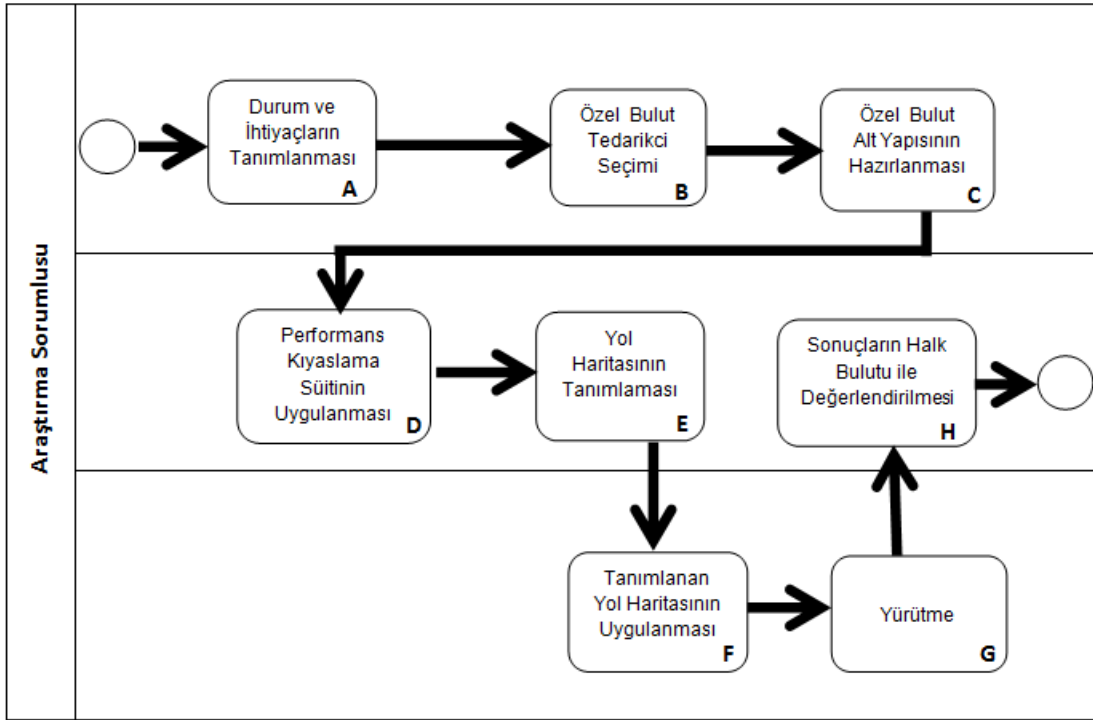 Araştırma Sorumlusu
Durum ve
İhtiyaçların
Tanımlanması
A
Özel Bulut
Tedarikci
Seçimi
B
Özel Bulut
Alt Yapısının
Hazırlanması
C
Performans
Kıyaslama
Süitinin
Uygulanması
D
Yol
Haritasının
Tanımlaması
E
Tanımlanan
Yol Haritasının
Uygulanması
F
Yürütme
G
Sonuçların Halk
Bulutu ile
Değerlendirilmesi
H